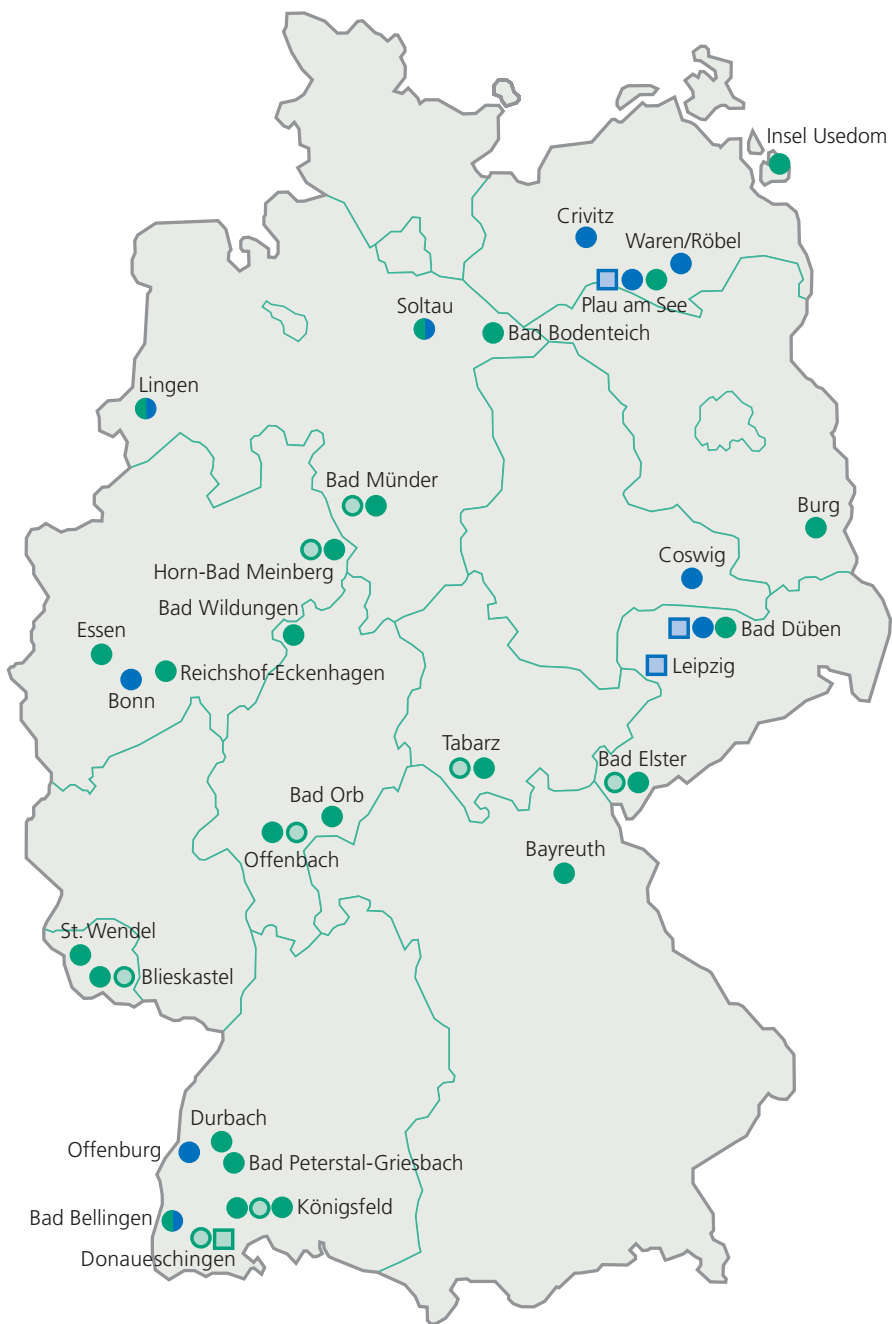 Insel Usedom
Crivitz
Waren/Röbel
Plau am See
Soltau
Bad Bodenteich
Lingen
Bad Münder
Burg
Horn-Bad Meinberg
Coswig
Bad Wildungen
Essen
Bad Düben
Reichshof-Eckenhagen
Leipzig
Bonn
Tabarz
Bad Elster
Bad Orb
Offenbach
Bayreuth
St. Wendel
Blieskastel
Durbach
Offenburg
Bad Peterstal-Griesbach
Königsfeld
Bad Bellingen
Donaueschingen